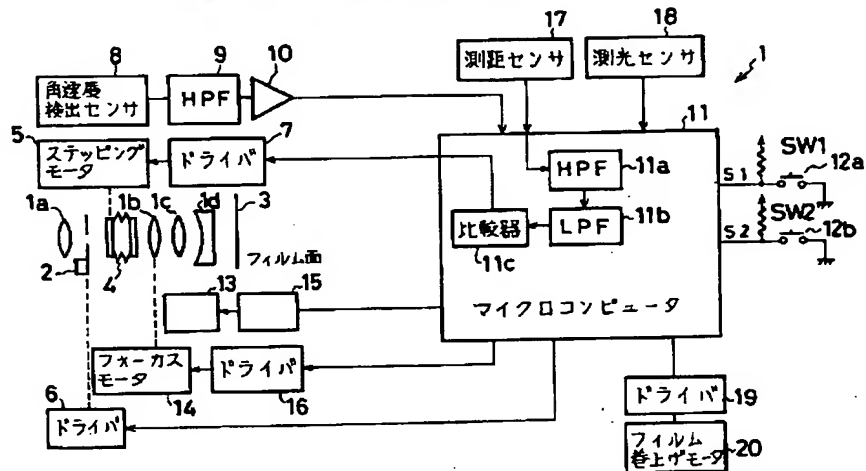 17
18
8
9
10
測距センサ
測光センサ
1
角速度
検出センサ
HPF
11
5
7
ステッピング
モータ
ドライバ
HPF
11a
S1
SW1
12a
1a
1b
1c
1d
3
比較器
LPF
11b
S2
SW2
12b
2
4
フィルム面
11c
13
15
マイクロコンピュータ
フォーカス
モータ
ドライバ
14
16
6
ドライバ
ドライバ
19
フィルム
巻上げモータ
20